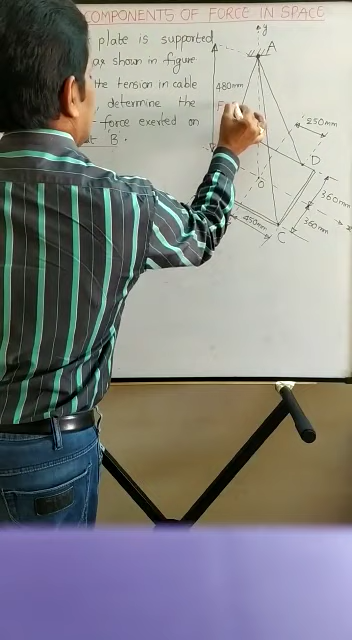 COMPONENTS OF FORCE IN SPACE
plate is supported
as shown in figure
the tension in cable
, determine the
force exerted on
at B.
y
A
480mm
250mm
D
O
360mm
x
450mm
360mm
C